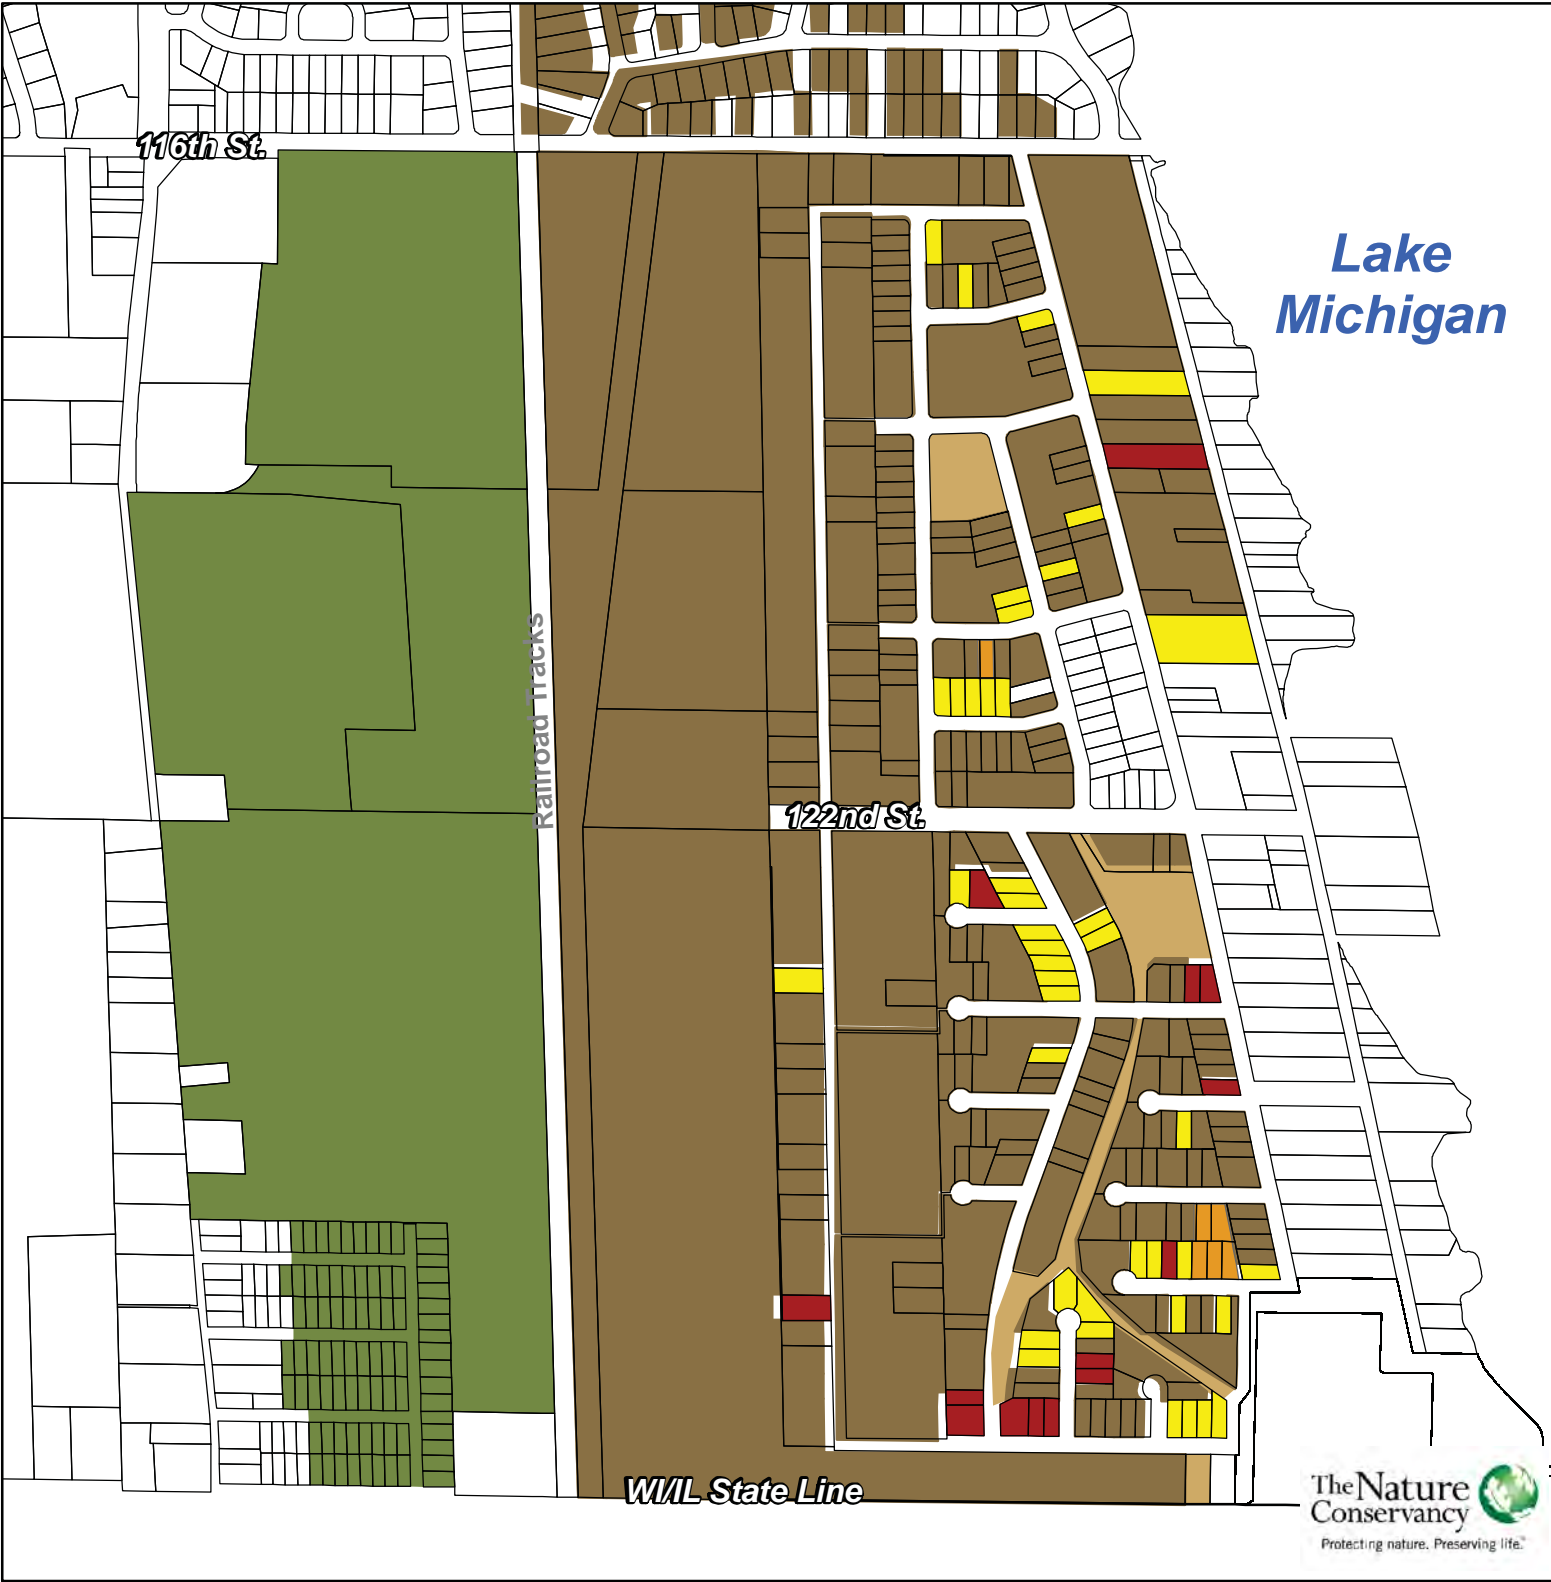 116th St.
Lake
Michigan
Railroad Tracks
122nd St.
WI/IL State Line
The Nature
Conservancy
Protecting nature. Preserving life.™